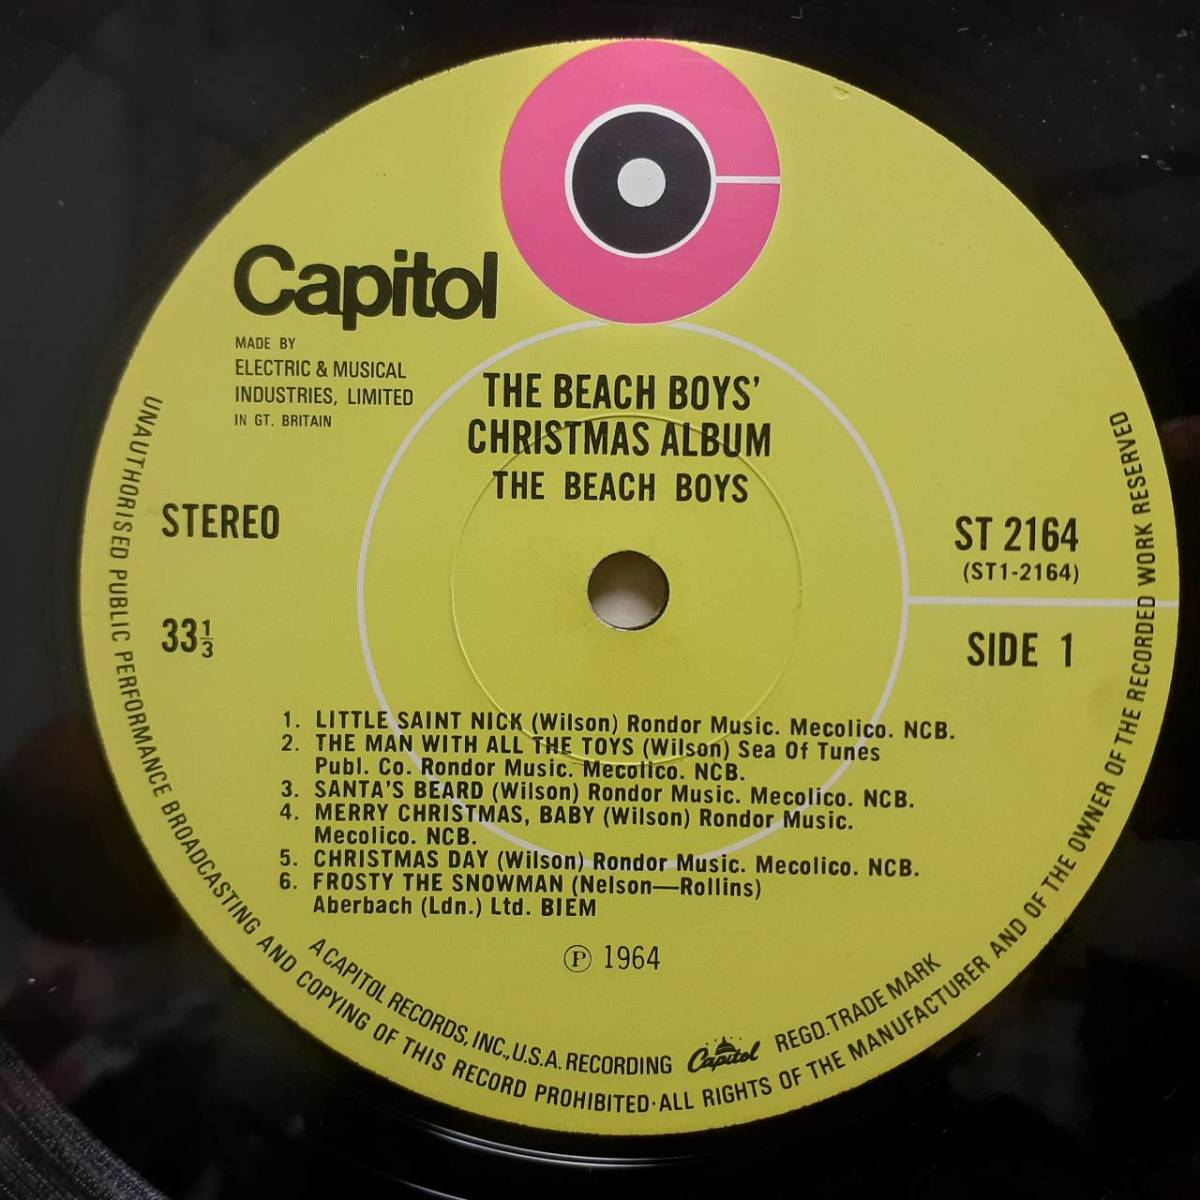 Capitol
MADE BY
ELECTRIC & MUSICAL
INDUSTRIES, LIMITED
IN GT. BRITAIN
THE BEACH BOYS'
CHRISTMAS ALBUM
THE BEACH BOYS
STEREO
33⅓
ST 2164
(ST1-2164)
SIDE 1
1. LITTLE SAINT NICK (Wilson) Rondor Music. Mecolico. NCB.
2. THE MAN WITH ALL THE TOYS (Wilson) Sea Of Tunes
Publ. Co. Rondor Music. Mecolico. NCB.
3. SANTA'S BEARD (Wilson) Rondor Music. Mecolico. NCB.
4. MERRY CHRISTMAS, BABY (Wilson) Rondor Music.
Mecolico. NCB.
5. CHRISTMAS DAY (Wilson) Rondor Music. Mecolico. NCB.
6. FROSTY THE SNOWMAN (Nelson—Rollins)
Aberbach (Ldn.) Ltd. BIEM
Ⓟ 1964
A CAPITOL RECORDS, INC., U.S.A. RECORDING Capitol REGD. TRADE MARK
UNAUTHORISED PUBLIC PERFORMANCE BROADCASTING AND COPYING OF THIS RECORD PROHIBITED·ALL RIGHTS OF THE MANUFACTURER AND OF THE OWNER OF THE RECORDED WORK RESERVED